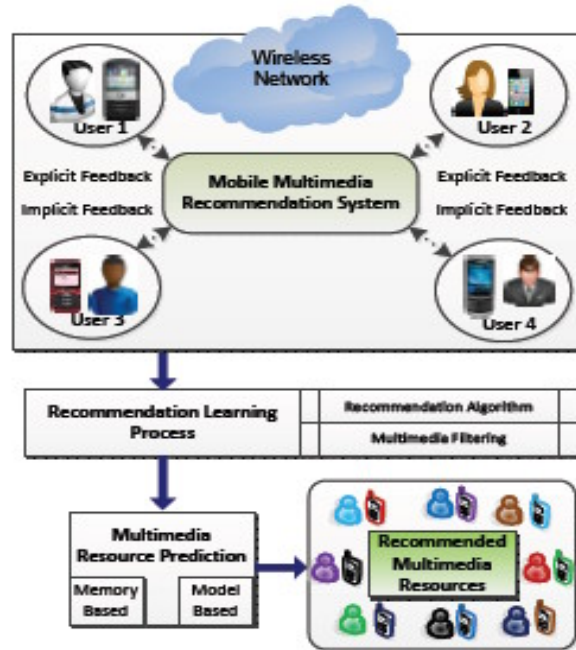 Wireless
Network
User 1
User 2
Explicit Feedback
Implicit Feedback
Mobile Multimedia
Recommendation System
Explicit Feedback
Implicit Feedback
User 3
User 4
Recommendation Learning
Process
Recommendation Algorithm
Multimedia Filtering
Multimedia
Resource Prediction
Memory
Based
Model
Based
Recommended
Multimedia
Resources